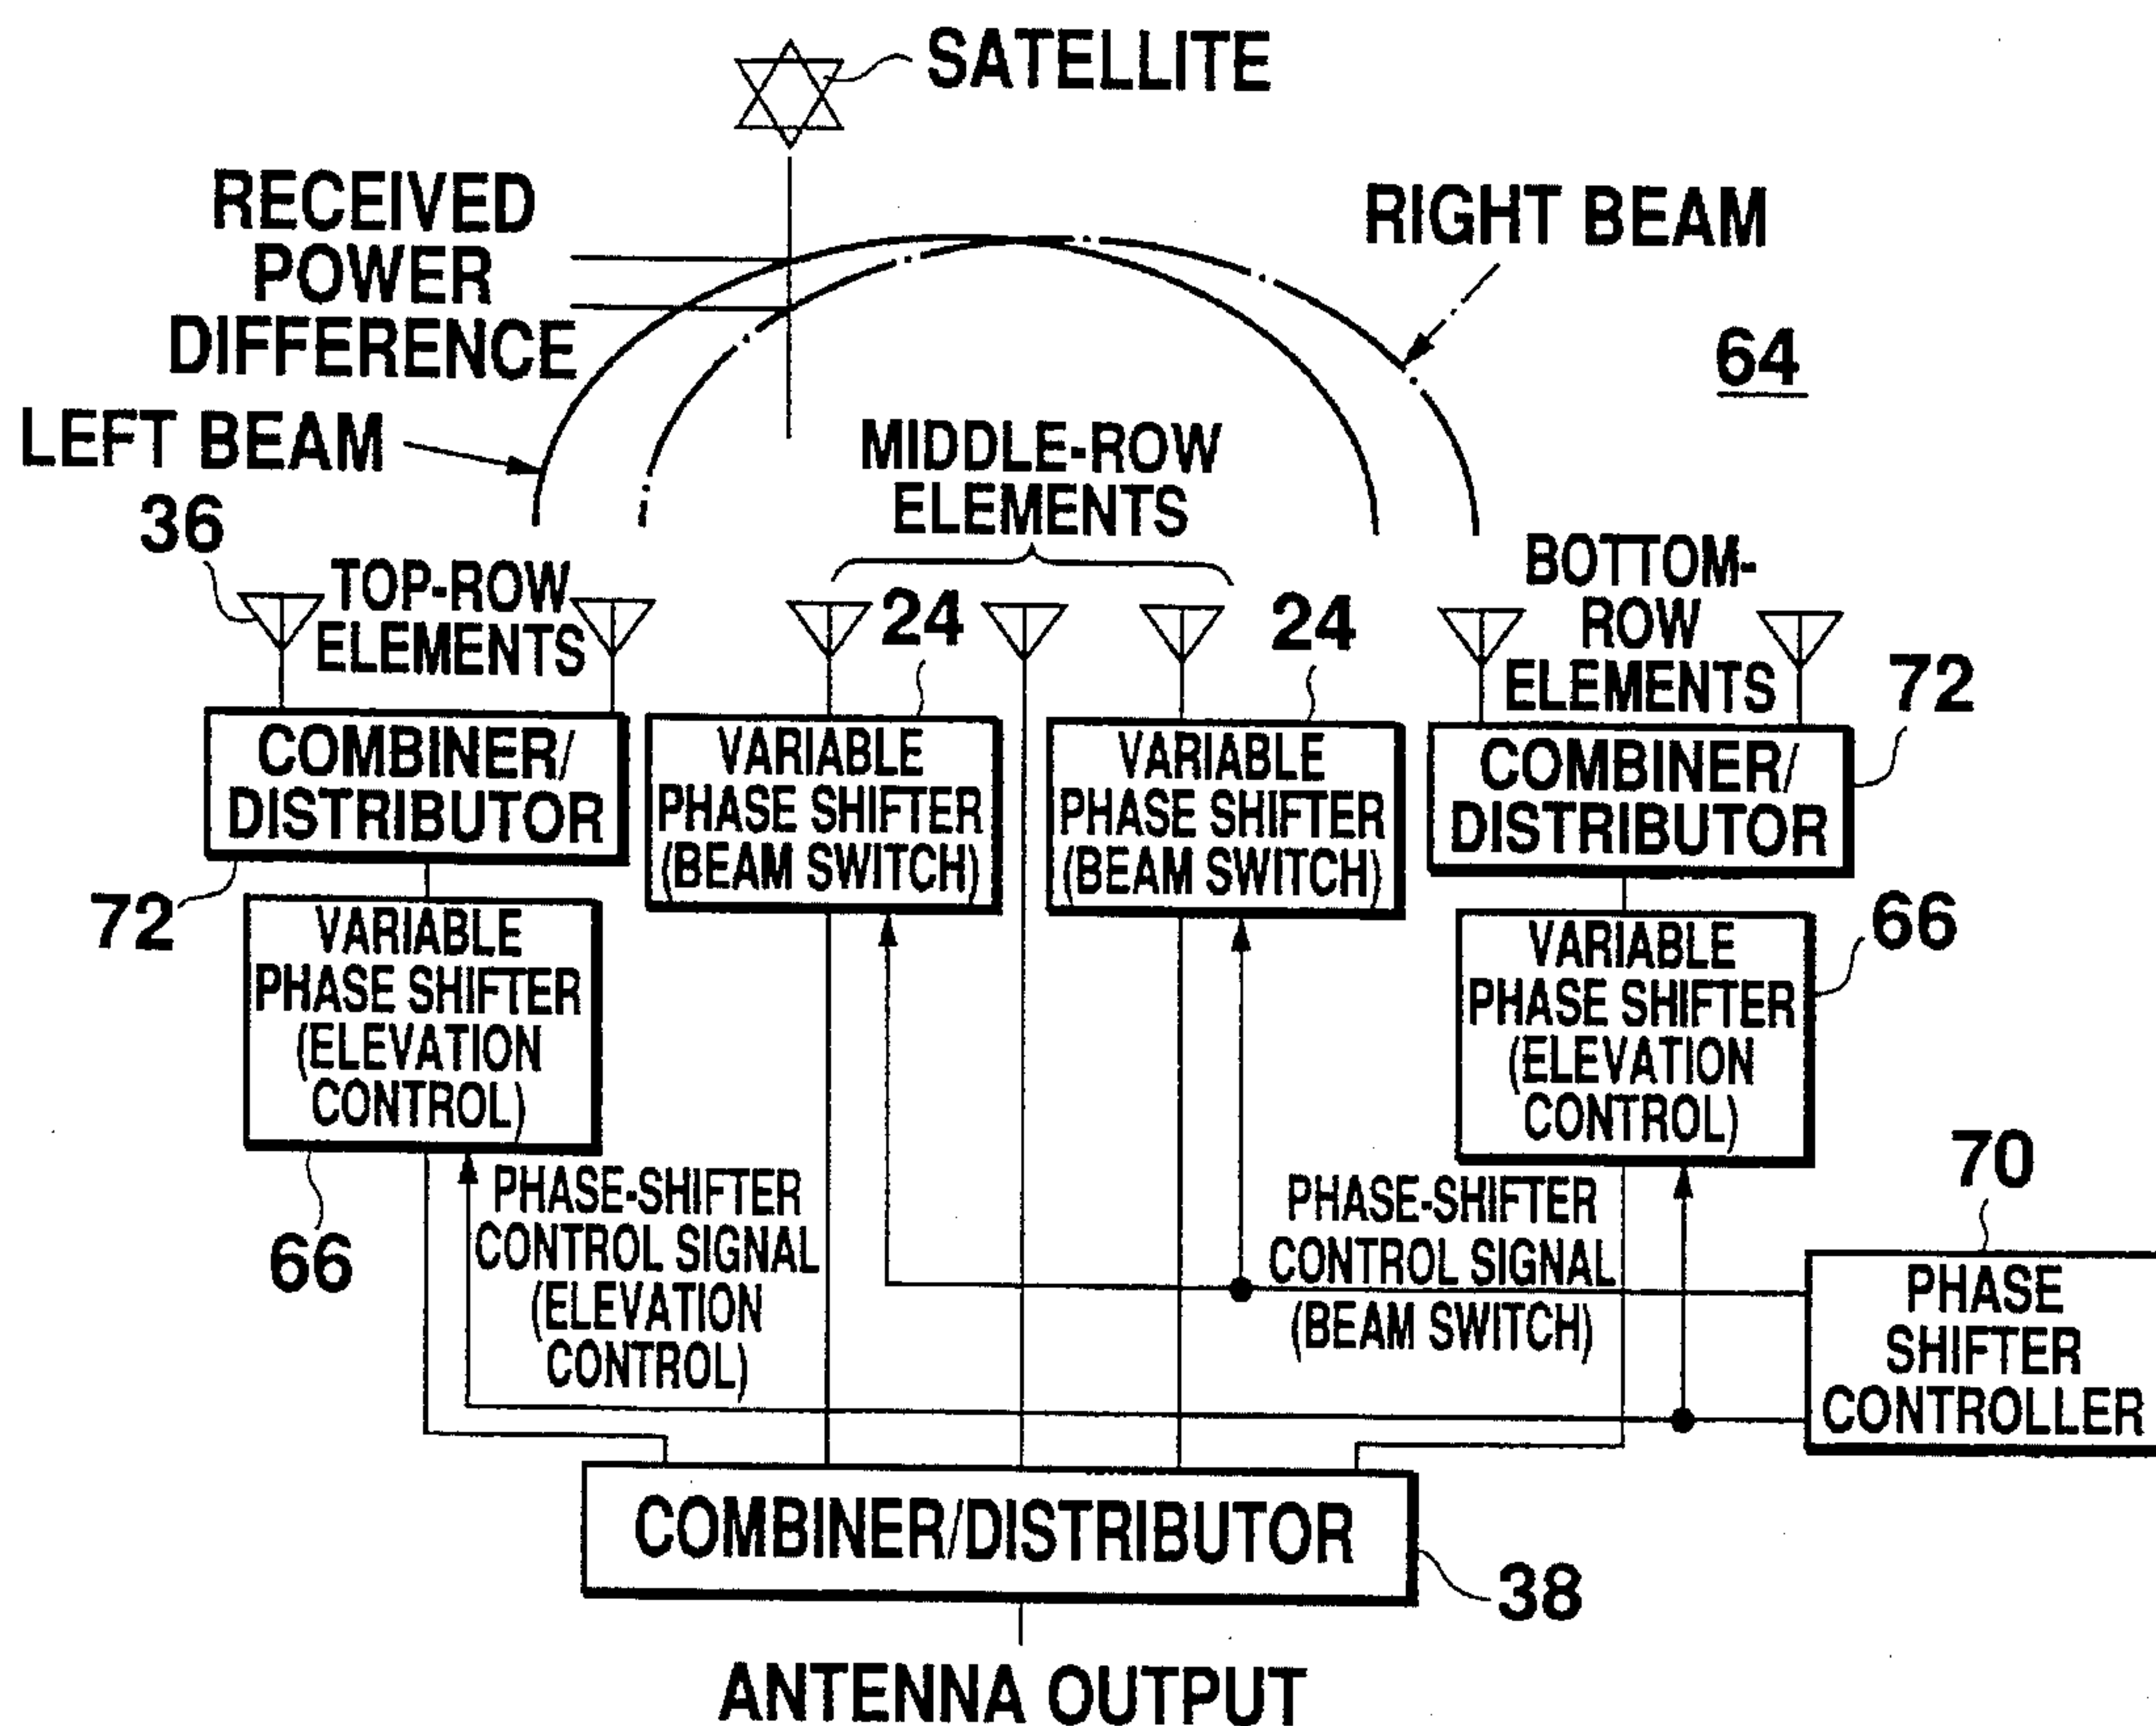 SATELLITE
RECEIVED
POWER
DIFFERENCE
RIGHT BEAM
64
LEFT BEAM
MIDDLE-ROW
ELEMENTS
36
TOP-ROW
ELEMENTS
24
24
BOTTOM-
ROW
ELEMENTS
72
COMBINER/
DISTRIBUTOR
VARIABLE
PHASE SHIFTER
(BEAM SWITCH)
VARIABLE
PHASE SHIFTER
(BEAM SWITCH)
COMBINER/
DISTRIBUTOR
72
VARIABLE
PHASE SHIFTER
(ELEVATION
CONTROL)
VARIABLE
PHASE SHIFTER
(ELEVATION
CONTROL)
66
66
PHASE-SHIFTER
CONTROL SIGNAL
(ELEVATION
CONTROL)
PHASE-SHIFTER
CONTROL SIGNAL
(BEAM SWITCH)
70
PHASE
SHIFTER
CONTROLLER
COMBINER/DISTRIBUTOR
38
ANTENNA OUTPUT